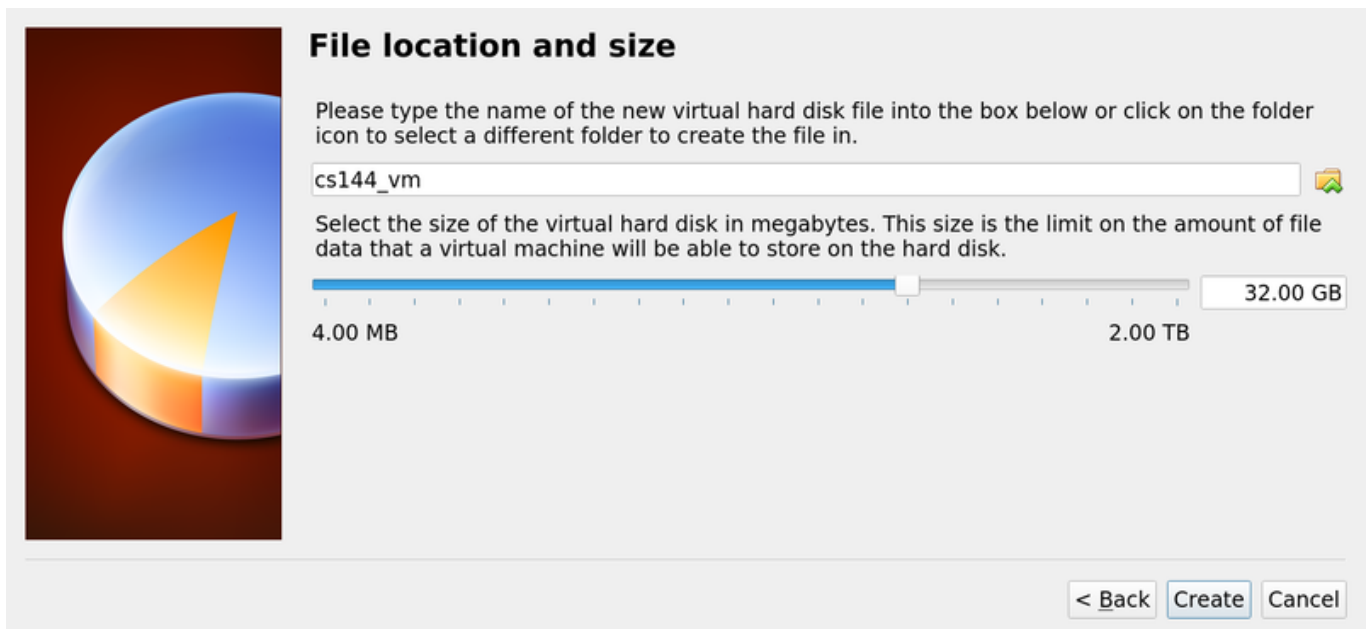 File location and size
Please type the name of the new virtual hard disk file into the box below or click on the folder
icon to select a different folder to create the file in.
cs144_vm
Select the size of the virtual hard disk in megabytes. This size is the limit on the amount of file
data that a virtual machine will be able to store on the hard disk.
32.00 GB
4.00 MB 2.00 TB
< Back Create Cancel